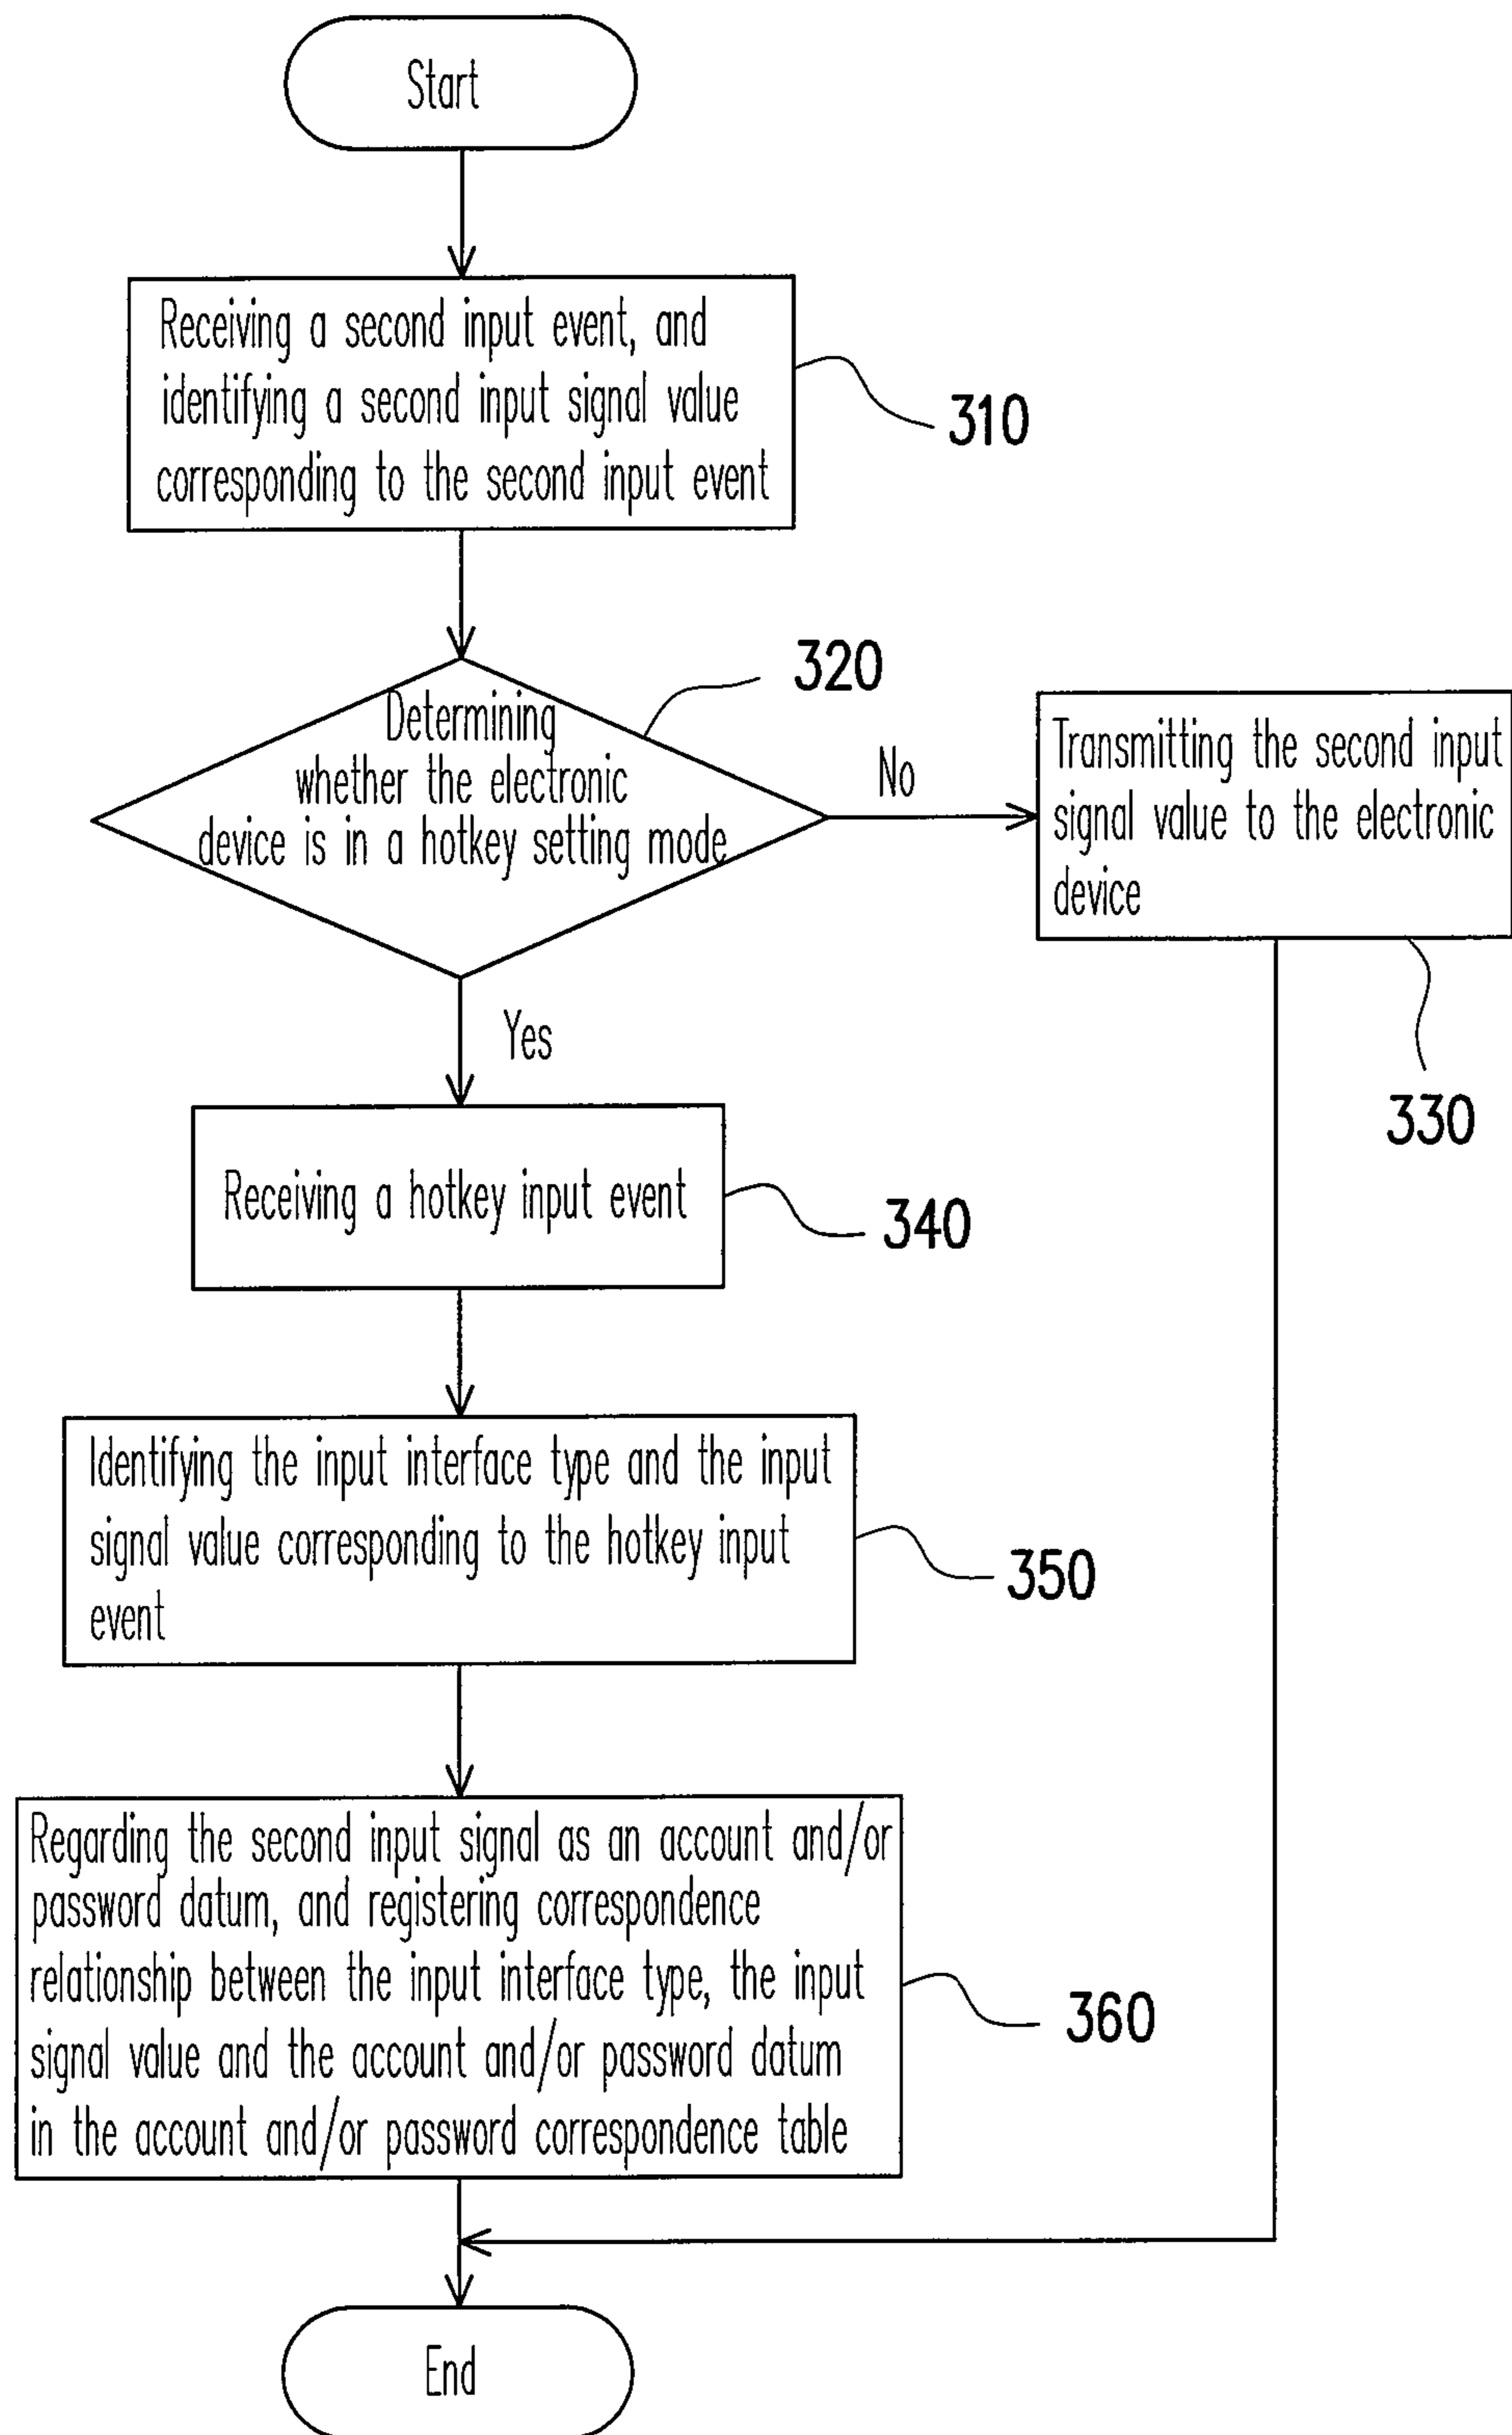 Start
Receiving a second input event, and
identifying a second input signal value
corresponding to the second input event
310
Determining
whether the electronic
device is in a hotkey setting mode
320
No
Transmitting the second input
signal value to the electronic
device
330
Yes
Receiving a hotkey input event
340
Identifying the input interface type and the input
signal value corresponding to the hotkey input
event
350
Regarding the second input signal as an account and/or
password datum, and registering correspondence
relationship between the input interface type, the input
signal value and the account and/or password datum
in the account and/or password correspondence table
360
End